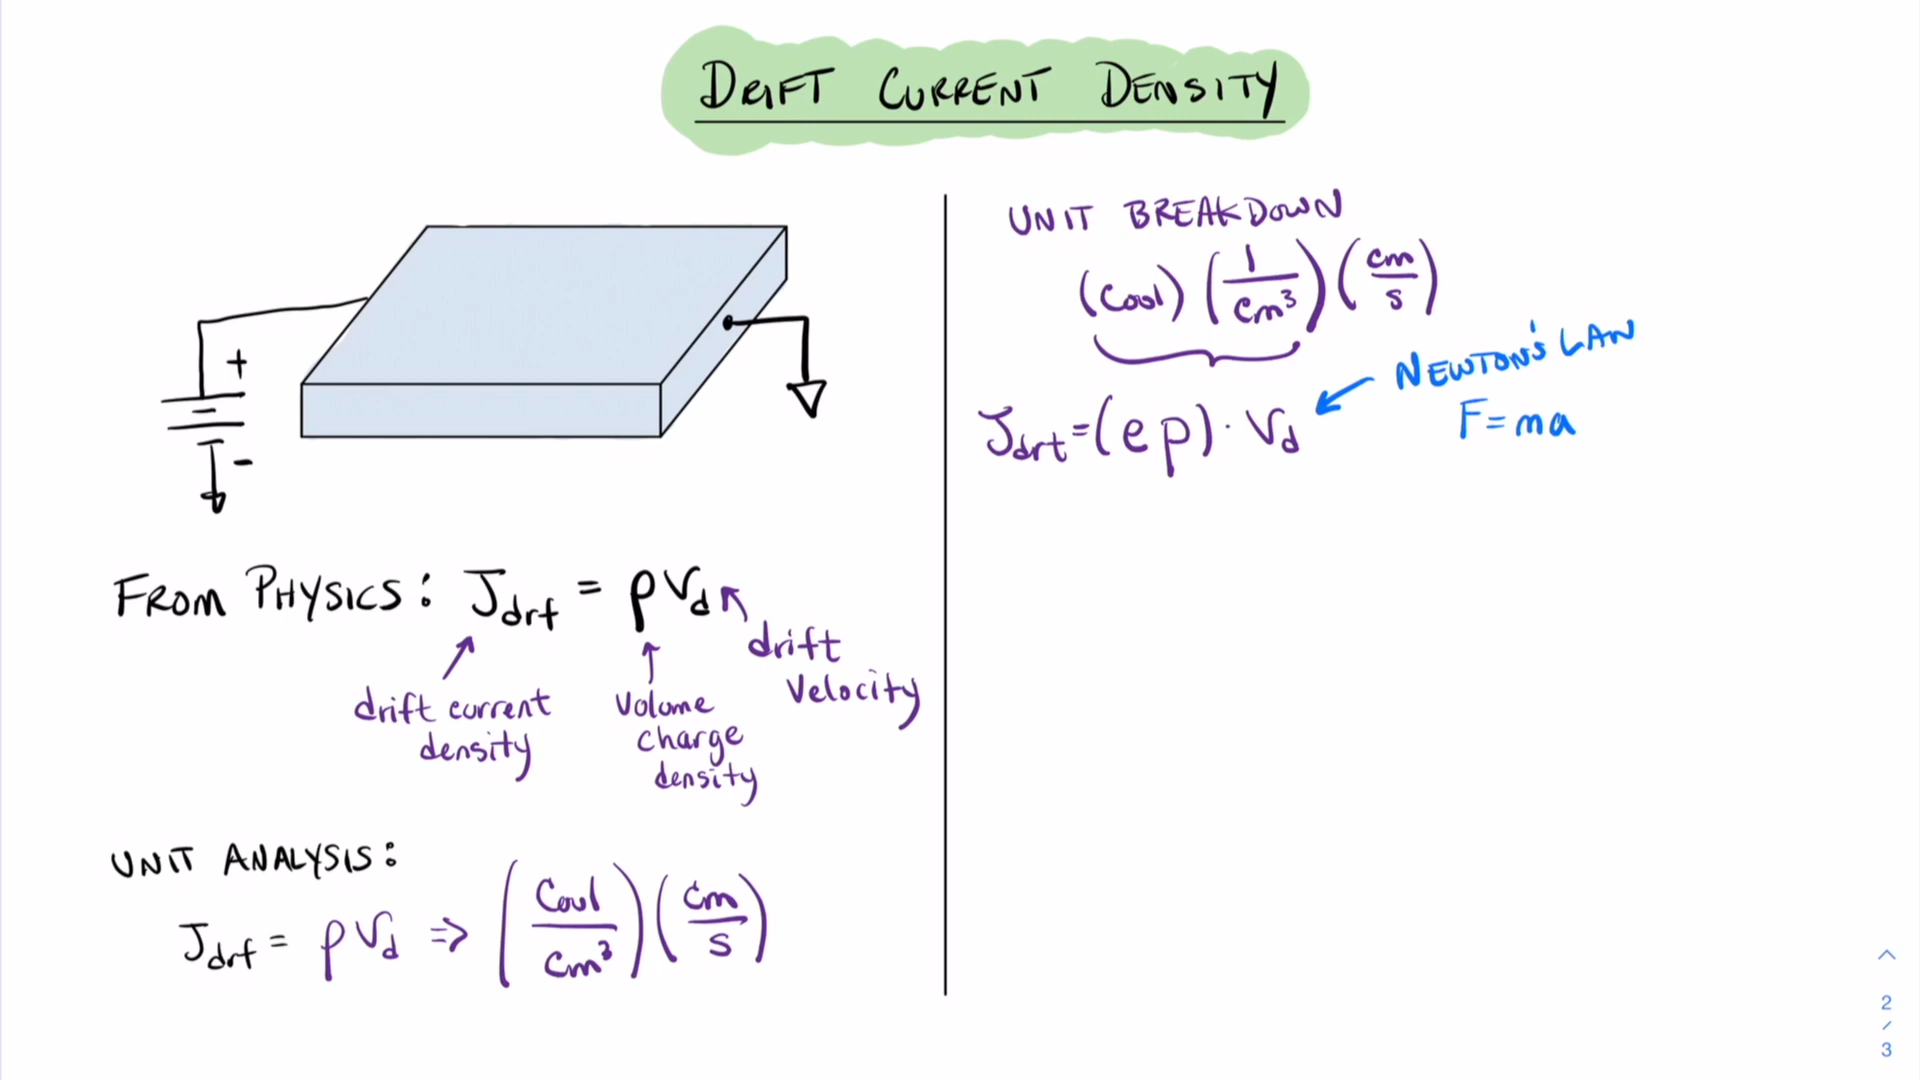 DRIFT CURRENT DENSITY
+
-
FROM PHYSICS: Jdrf = ρVd
drift current density
Volume charge density
drift Velocity
UNIT ANALYSIS:
Jdrf = ρVd ⇒ (Coul/cm³)(cm/s)
UNIT BREAKDOWN
(Coul)(1/cm³)(cm/s)
Jdrf=(ep)·Vd
NEWTON'S LAW
F=ma
2
/
3